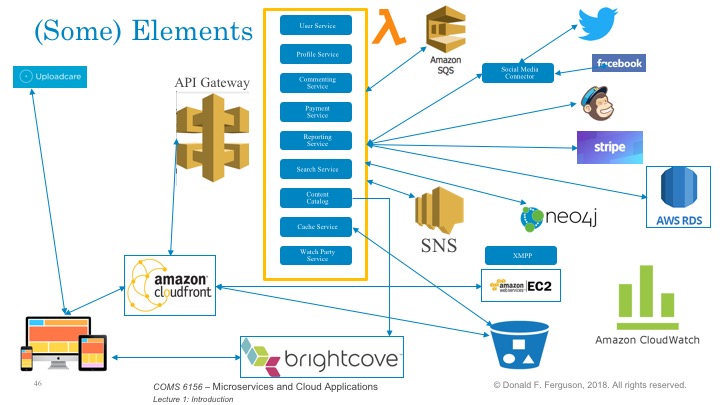 (Some) Elements
Uploadcare
API Gateway
User Service
Profile Service
Commenting
Service
Payment
Service
Reporting
Service
Search Service
Content
Catalog
Cache Service
Watch Party
Service
Amazon
SQS
Social Media
Connector
facebook
stripe
AWS RDS
neo4j
SNS
XMPP
amazon
webservices
EC2
amazon
cloudfront
Amazon CloudWatch
brightcove
46
COMS 6156 – Microservices and Cloud Applications
Lecture 1: Introduction
© Donald F. Ferguson, 2018. All rights reserved.